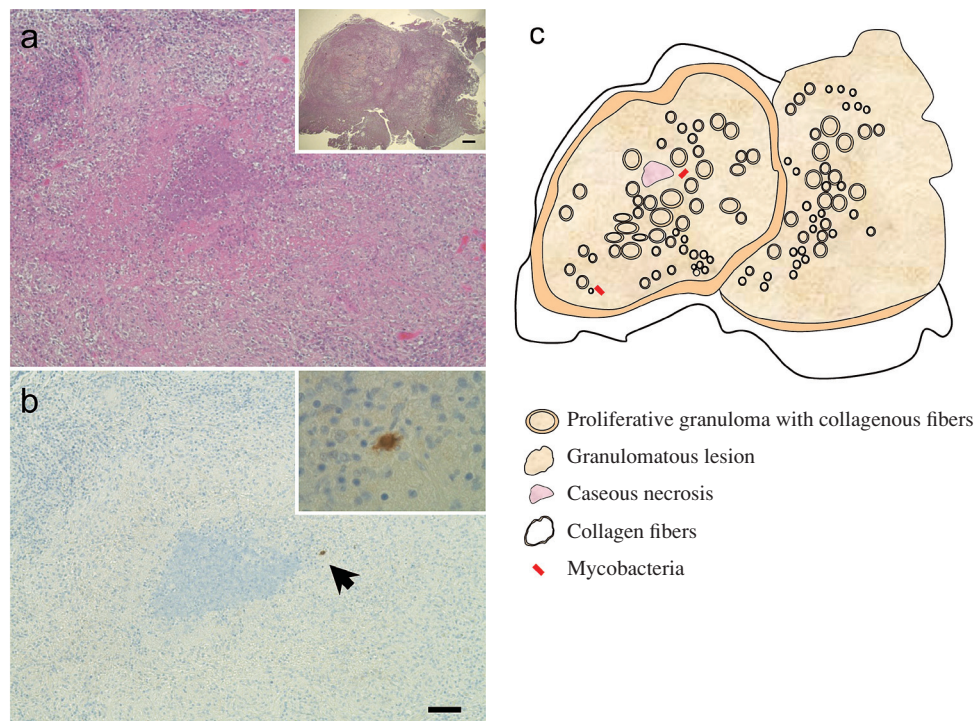 a
b
c
Proliferative granuloma with collagenous fibers
Granulomatous lesion
Caseous necrosis
Collagen fibers
Mycobacteria